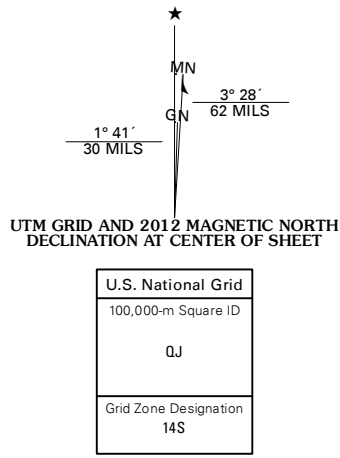 ★
MN
3° 28´
62 MILS
GN
1° 41´
30 MILS
UTM GRID AND 2012 MAGNETIC NORTH
DECLINATION AT CENTER OF SHEET
U.S. National Grid
100,000-m Square ID
QJ
Grid Zone Designation
14S